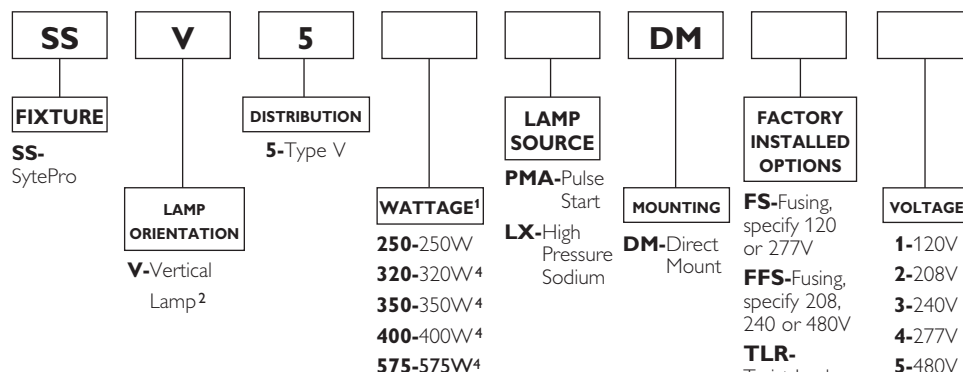 SS V 5 DM
FIXTURE
SS-
SytePro
LAMP
ORIENTATION
V-Vertical
Lamp2
DISTRIBUTION
5-Type V
WATTAGE1
250-250W
320-320W4
350-350W4
400-400W4
575-575W4
LAMP
SOURCE
PMA-Pulse
Start
LX-High
Pressure
Sodium
MOUNTING
DM-Direct
Mount
FACTORY
INSTALLED
OPTIONS
FS-Fusing,
specify 120
or 277V
FFS-Fusing,
specify 208,
240 or 480V
TLR-
VOLTAGE
1-120V
2-208V
3-240V
4-277V
5-480V